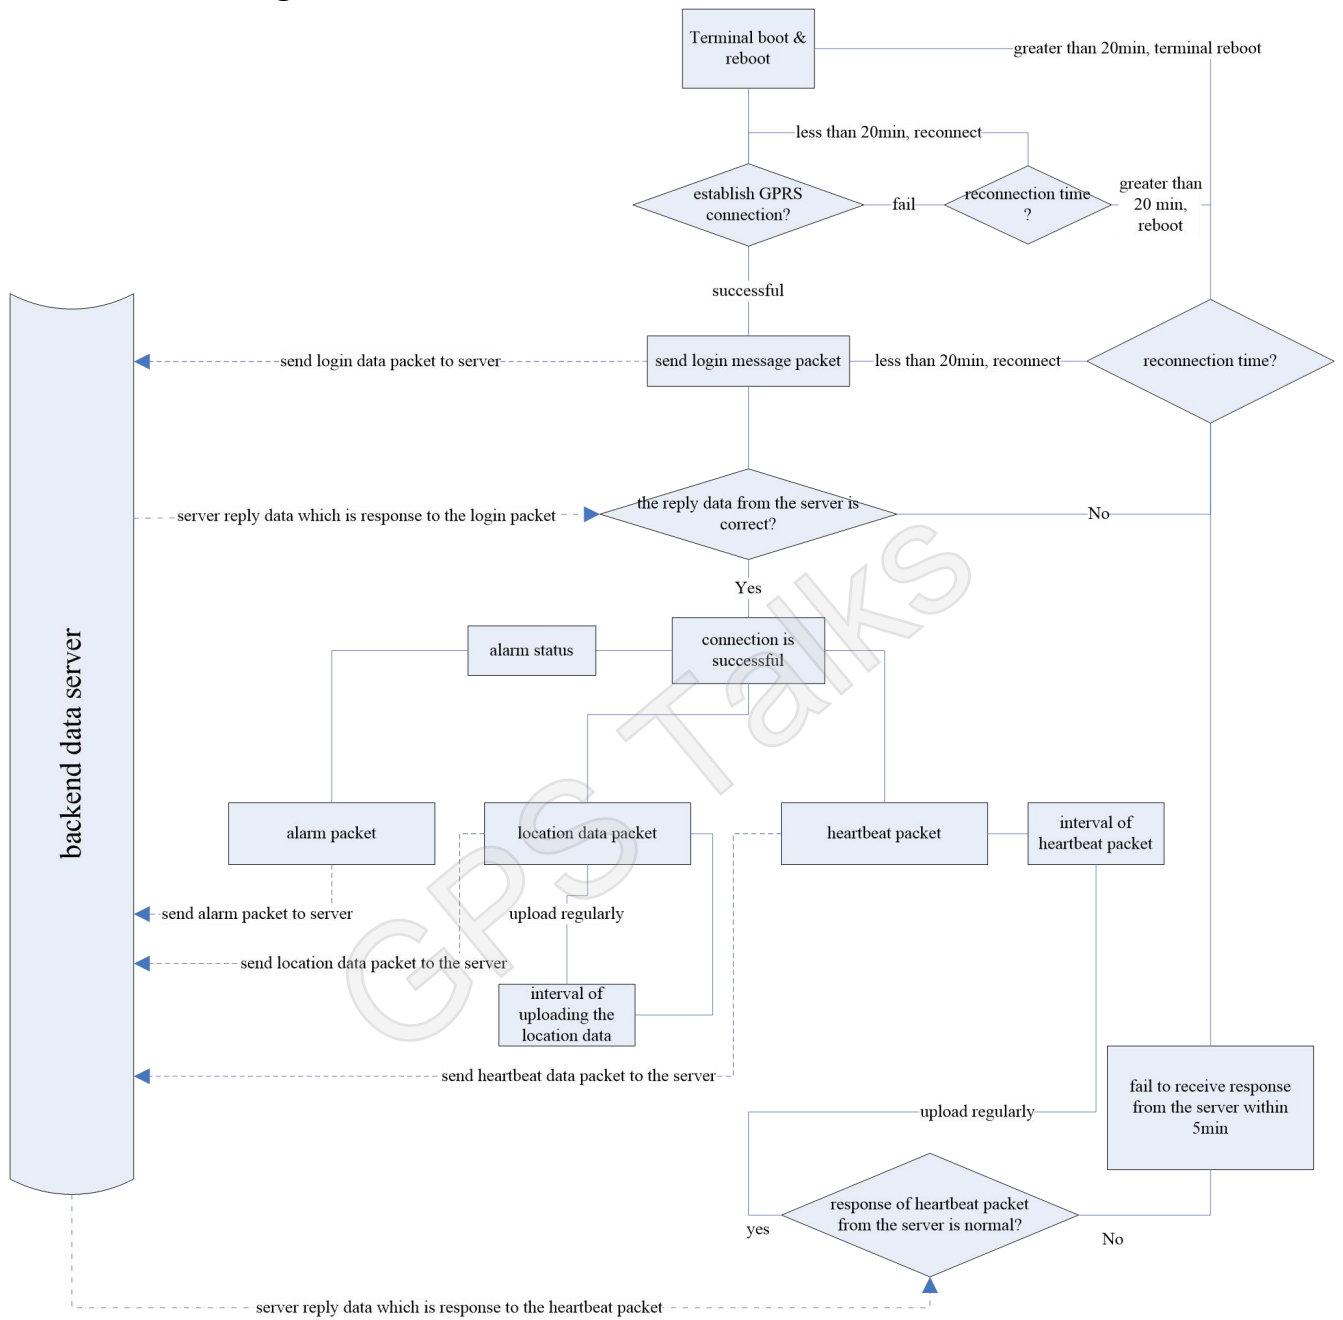 Terminal boot &
reboot
greater than 20min, terminal reboot
less than 20min, reconnect
establish GPRS
connection?
fail
reconnection time
?
greater than
20 min,
reboot
successful
send login data packet to server
send login message packet
less than 20min, reconnect
reconnection time?
server reply data which is response to the login packet
the reply data from the server is
correct?
No
Yes
alarm status
connection is
successful
backend data server
alarm packet
location data packet
heartbeat packet
interval of
heartbeat packet
send alarm packet to server
upload regularly
send location data packet to the server
interval of
uploading the
location data
send heartbeat data packet to the server
fail to receive response
from the server within
5min
upload regularly
response of heartbeat packet
from the server is normal?
yes
No
server reply data which is response to the heartbeat packet
GPS Talks